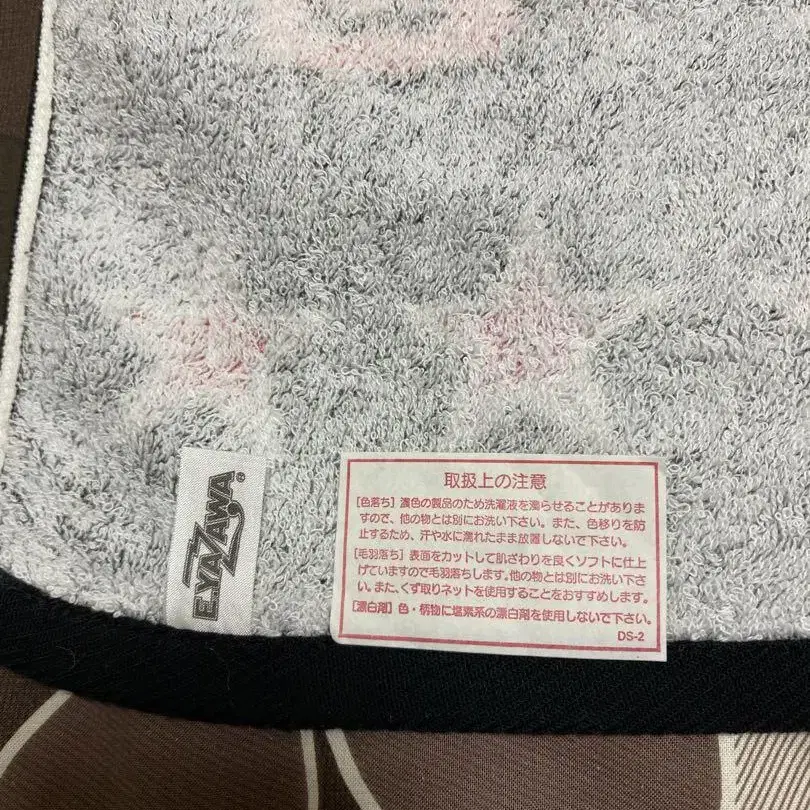 E.YAZAWA®
取扱上の注意
[色落ち] 濃色の製品のため洗濯液を濁らせることがありま
すので、他の物とは別にお洗い下さい。また、色移りを防
止するため、汗や水に濡れたまま放置しないで下さい。
[毛羽落ち] 表面をカットして肌ざわりを良くソフトに仕上
げていますので毛羽落ちします。他の物とは別にお洗い下さ
い。また、くず取りネットを使用することをおすすめします。
[漂白剤] 色・柄物に塩素系の漂白剤を使用しないで下さい。
DS-2